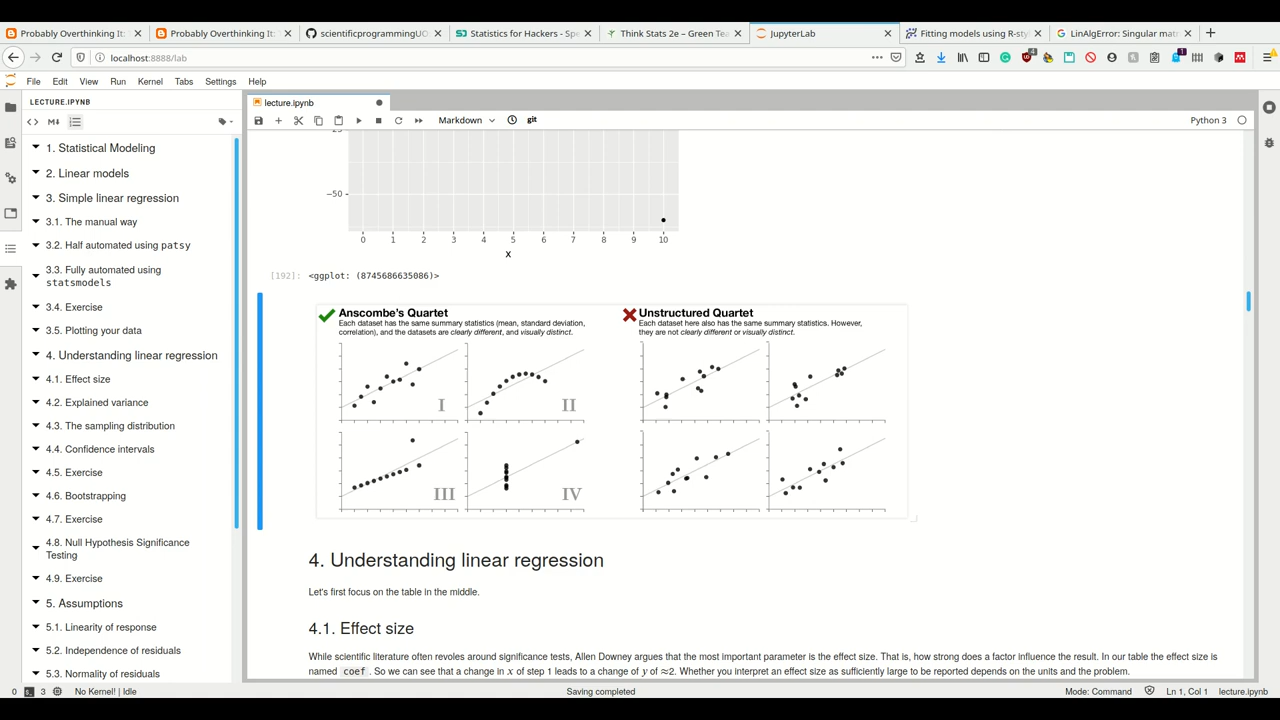 Probably Overthinking It:
Probably Overthinking It:
scientificprogrammingUO
Statistics for Hackers - Spe
Think Stats 2e – Green Tea
JupyterLab
Fitting models using R-sty
LinAlgError: Singular mat
localhost:8888/lab
File Edit View Run Kernel Tabs Settings Help
LECTURE.IPYNB
lecture.ipynb
Markdown
git
Python 3
1. Statistical Modeling
2. Linear models
3. Simple linear regression
3.1. The manual way
3.2. Half automated using patsy
3.3. Fully automated using
statsmodels
3.4. Exercise
3.5. Plotting your data
4. Understanding linear regression
4.1. Effect size
4.2. Explained variance
4.3. The sampling distribution
4.4. Confidence intervals
4.5. Exercise
4.6. Bootstrapping
4.7. Exercise
4.8. Null Hypothesis Significance
Testing
4.9. Exercise
5. Assumptions
5.1. Linearity of response
5.2. Independence of residuals
5.3. Normality of residuals
−50
0 1 2 3 4 5 6 7 8 9 10
x
[192]: <ggplot: (8745686635086)>
Anscombe's Quartet
Each dataset has the same summary statistics (mean, standard deviation,
correlation), and the datasets are clearly different, and visually distinct.
I
II
III
IV
Unstructured Quartet
Each dataset here also has the same summary statistics. However,
they are not clearly different or visually distinct.
4. Understanding linear regression
Let's first focus on the table in the middle.
4.1. Effect size
While scientific literature often revoles around significance tests, Allen Downey argues that the most important parameter is the effect size. That is, how strong does a factor influence the result. In our table the effect size is
named coef. So we can see that a change in x of step 1 leads to a change of y of ≈2. Whether you interpret an effect size as sufficiently large to be reported depends on the units and the problem.
0 3 No Kernel! | Idle
Saving completed
Mode: Command
Ln 1, Col 1
lecture.ipynb